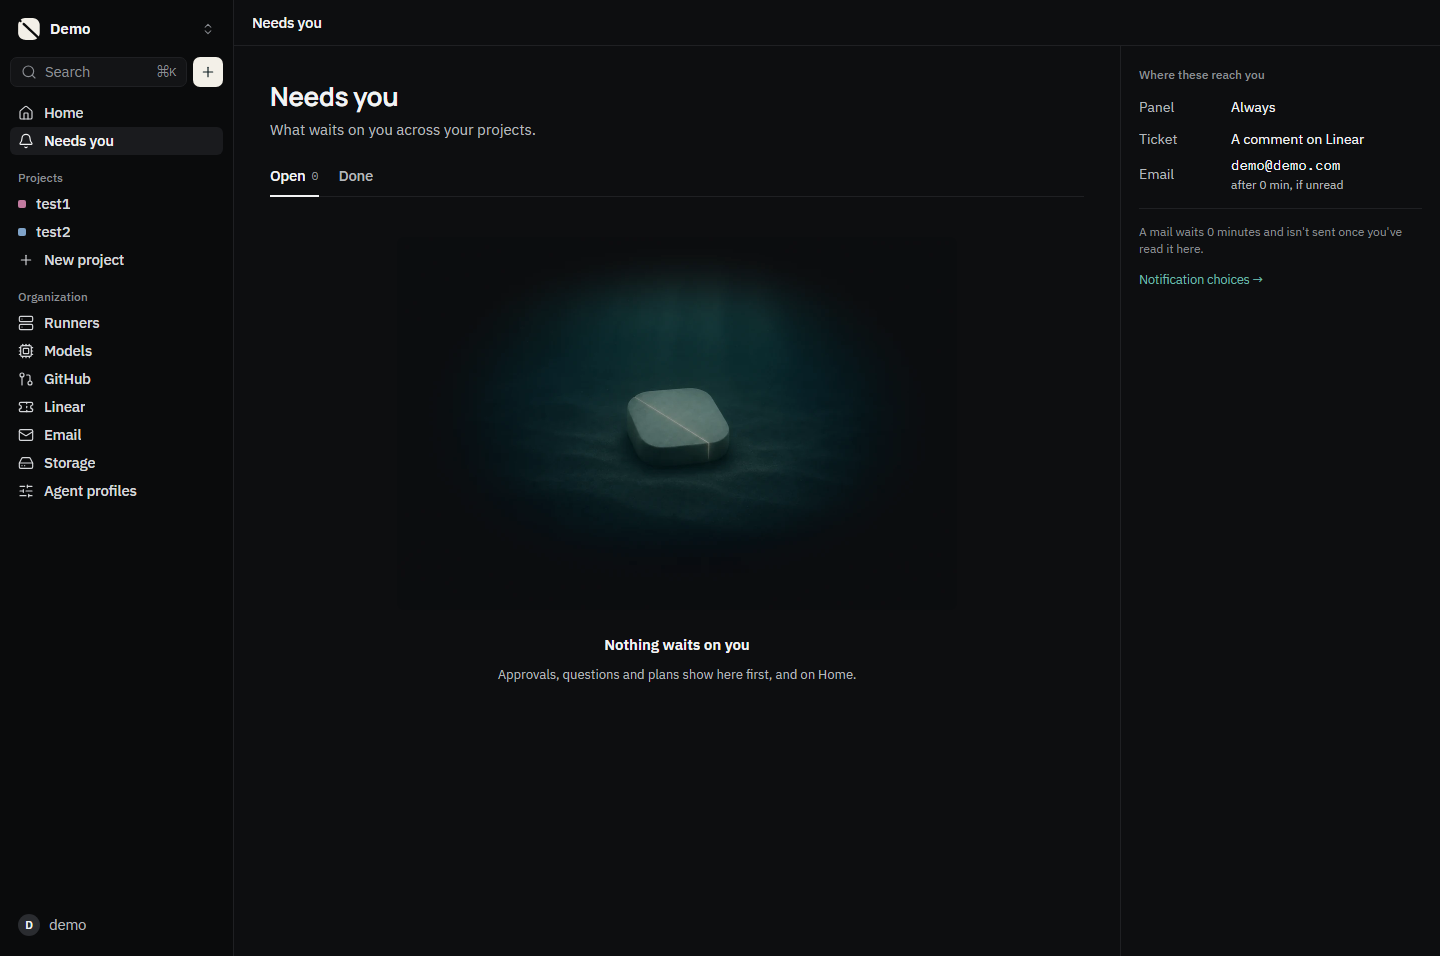 Demo
Search ⌘K
Home
Needs you
Projects
test1
test2
New project
Organization
Runners
Models
GitHub
Linear
Email
Storage
Agent profiles
D demo
Needs you
Needs you
What waits on you across your projects.
Open 0 Done
Nothing waits on you
Approvals, questions and plans show here first, and on Home.
Where these reach you
Panel Always
Ticket A comment on Linear
Email demo@demo.com
after 0 min, if unread
A mail waits 0 minutes and isn't sent once you've
read it here.
Notification choices →